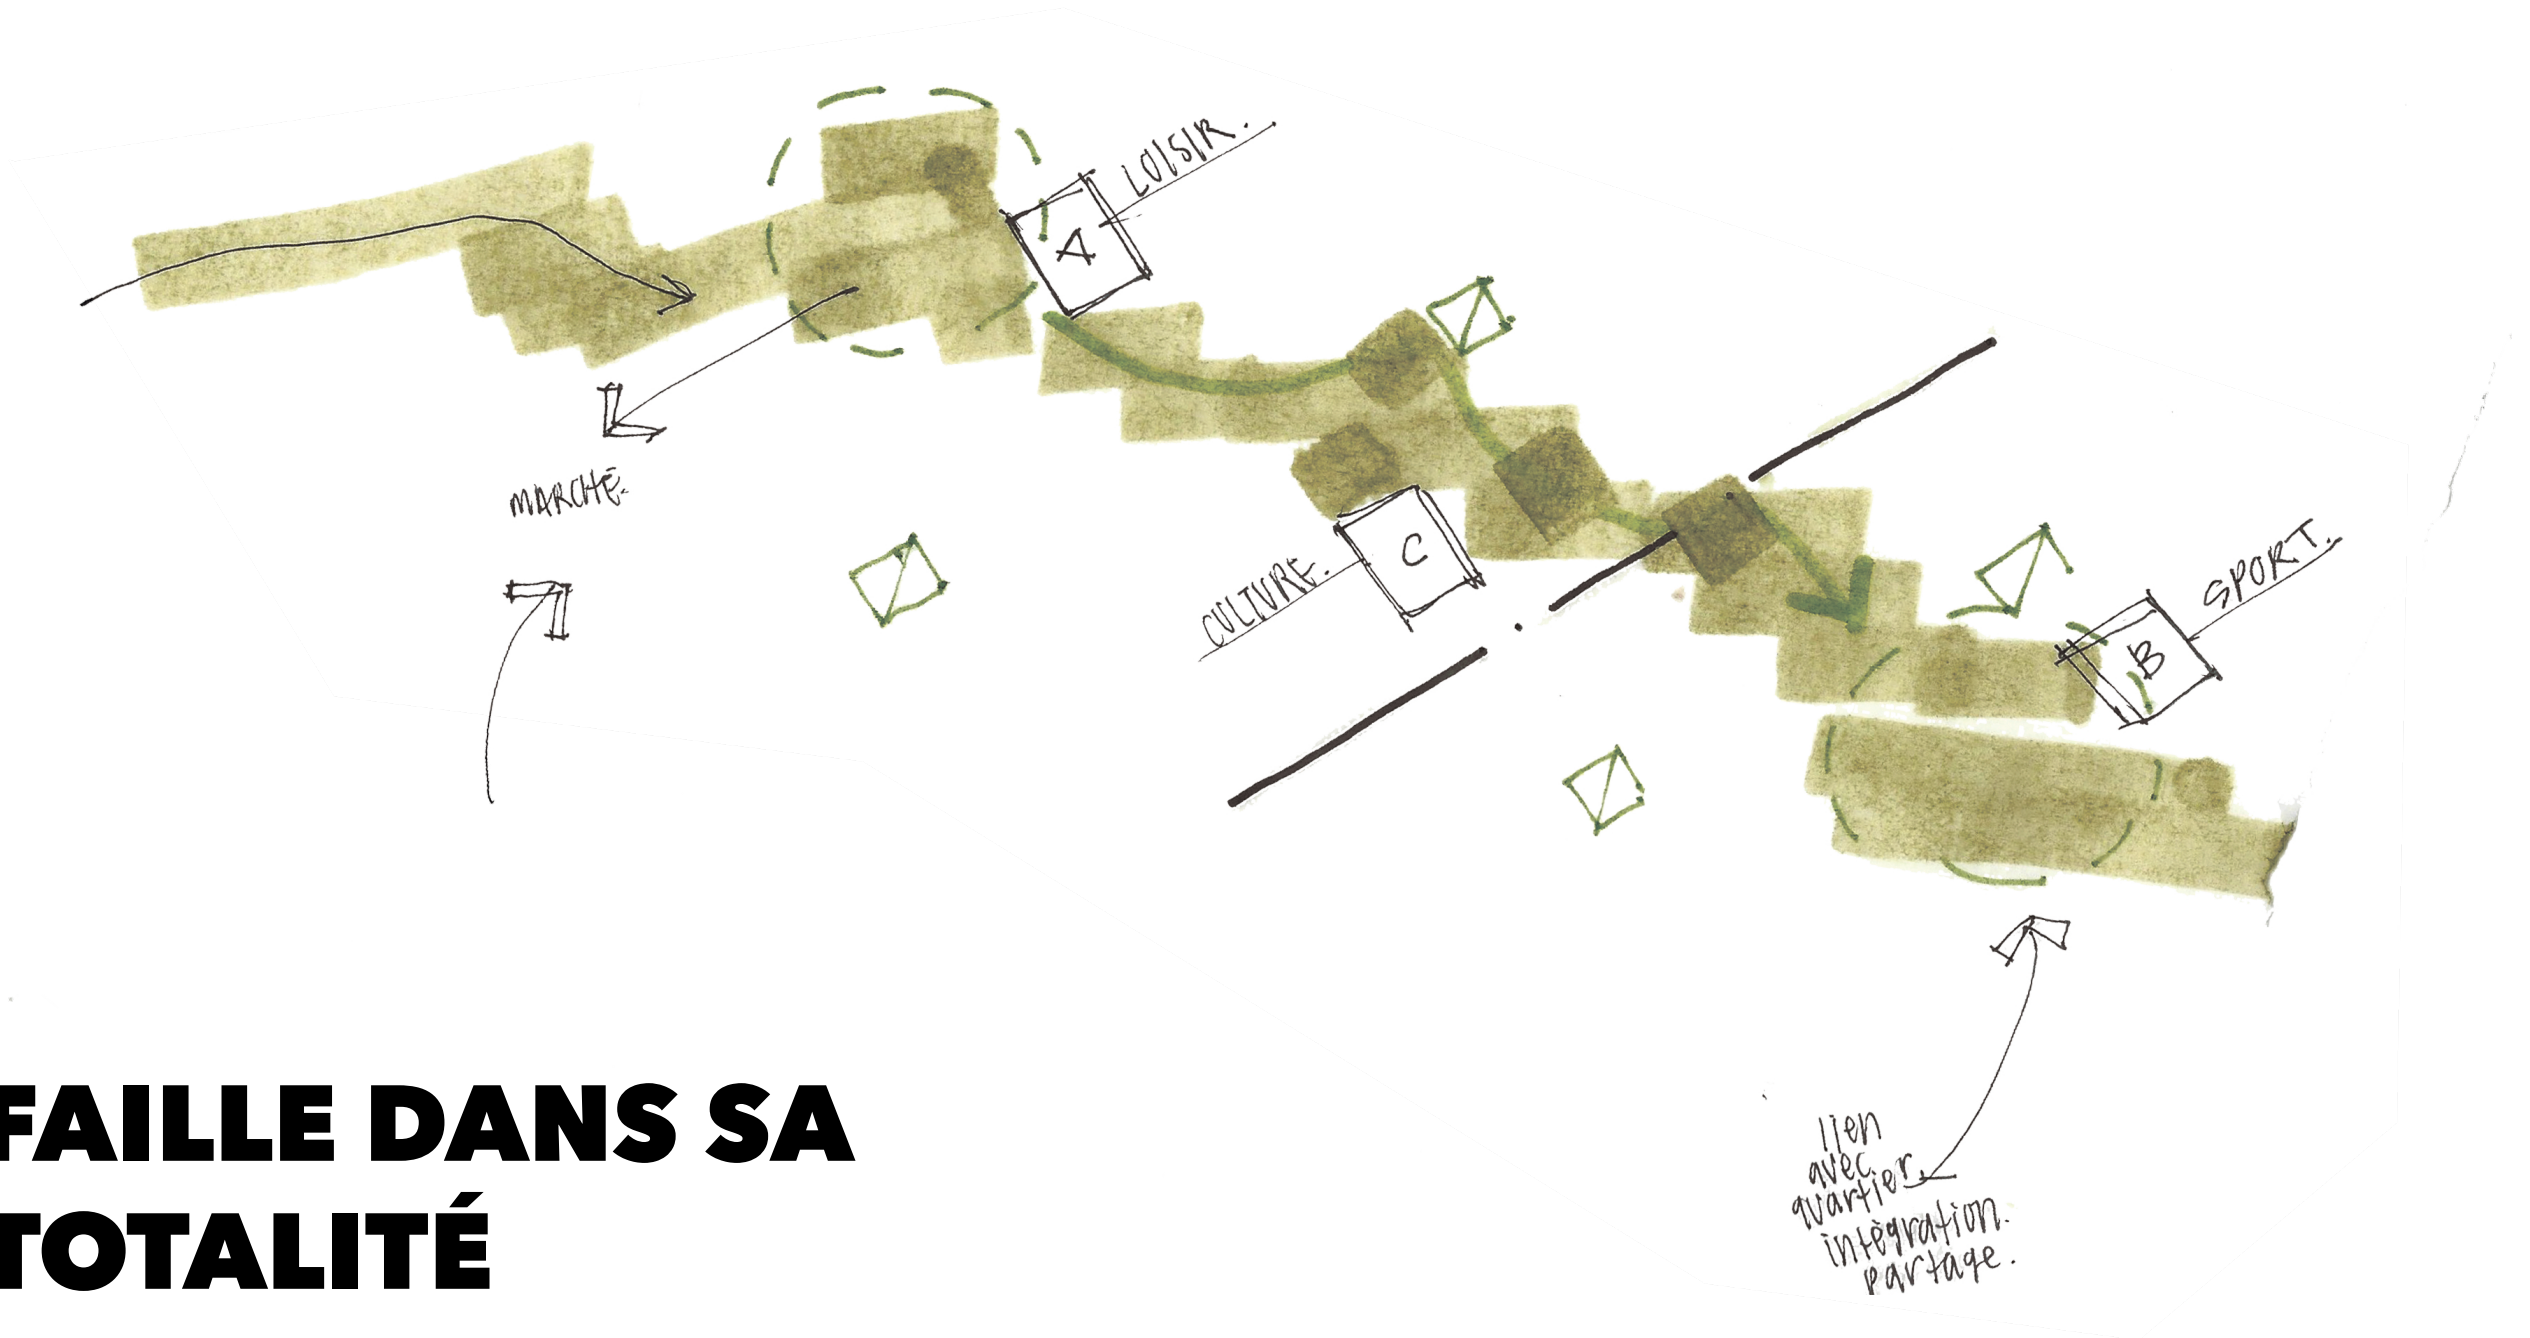 LOISIR.
A
MARCHÉ.
CULTURE.
C
SPORT.
B
lien
avec
quartier.
intégration.
partage.
FAILLE DANS SA
TOTALITÉ